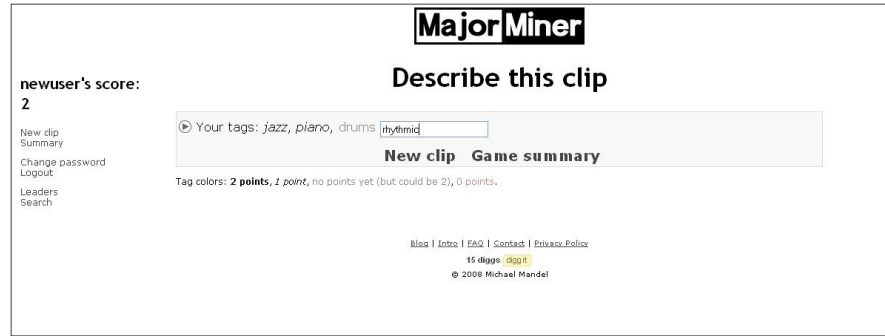 Major Miner
Describe this clip
newuser's score:
2
New clip
Summary
Change password
Logout
Leaders
Search
Your tags: jazz, piano, drums rhythmic
New clip Game summary
Tag colors: 2 points, 1 point, no points yet (but could be 2), 0 points.
Blog | Intro | FAQ | Contact | Privacy Policy
15 diggs digg it
© 2008 Michael Mandel